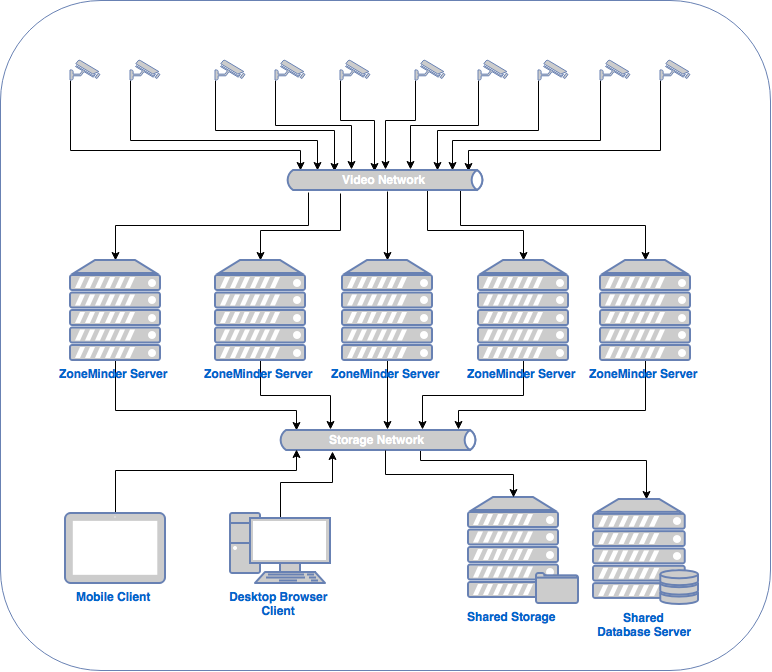 Video Network
ZoneMinder Server
ZoneMinder Server
ZoneMinder Server
ZoneMinder Server
ZoneMinder Server
Storage Network
Mobile Client
Desktop Browser
Client
Shared Storage
Shared
Database Server